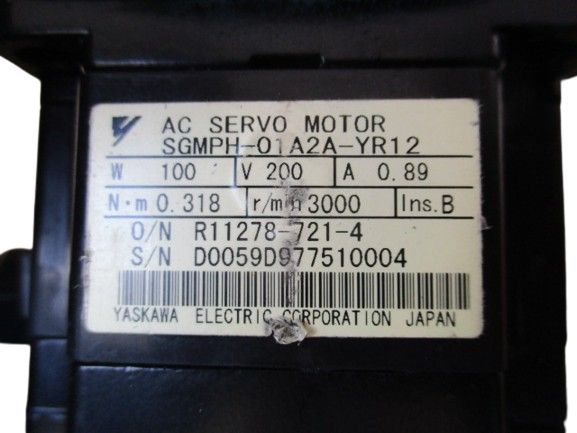 AC SERVO MOTOR
SGMPH-01A2A-YR12
W 100 V 200 A 0.89
N·m 0.318 r/min 3000 Ins.B
O/N R11278-721-4
S/N D0059D977510004
YASKAWA ELECTRIC CORPORATION JAPAN